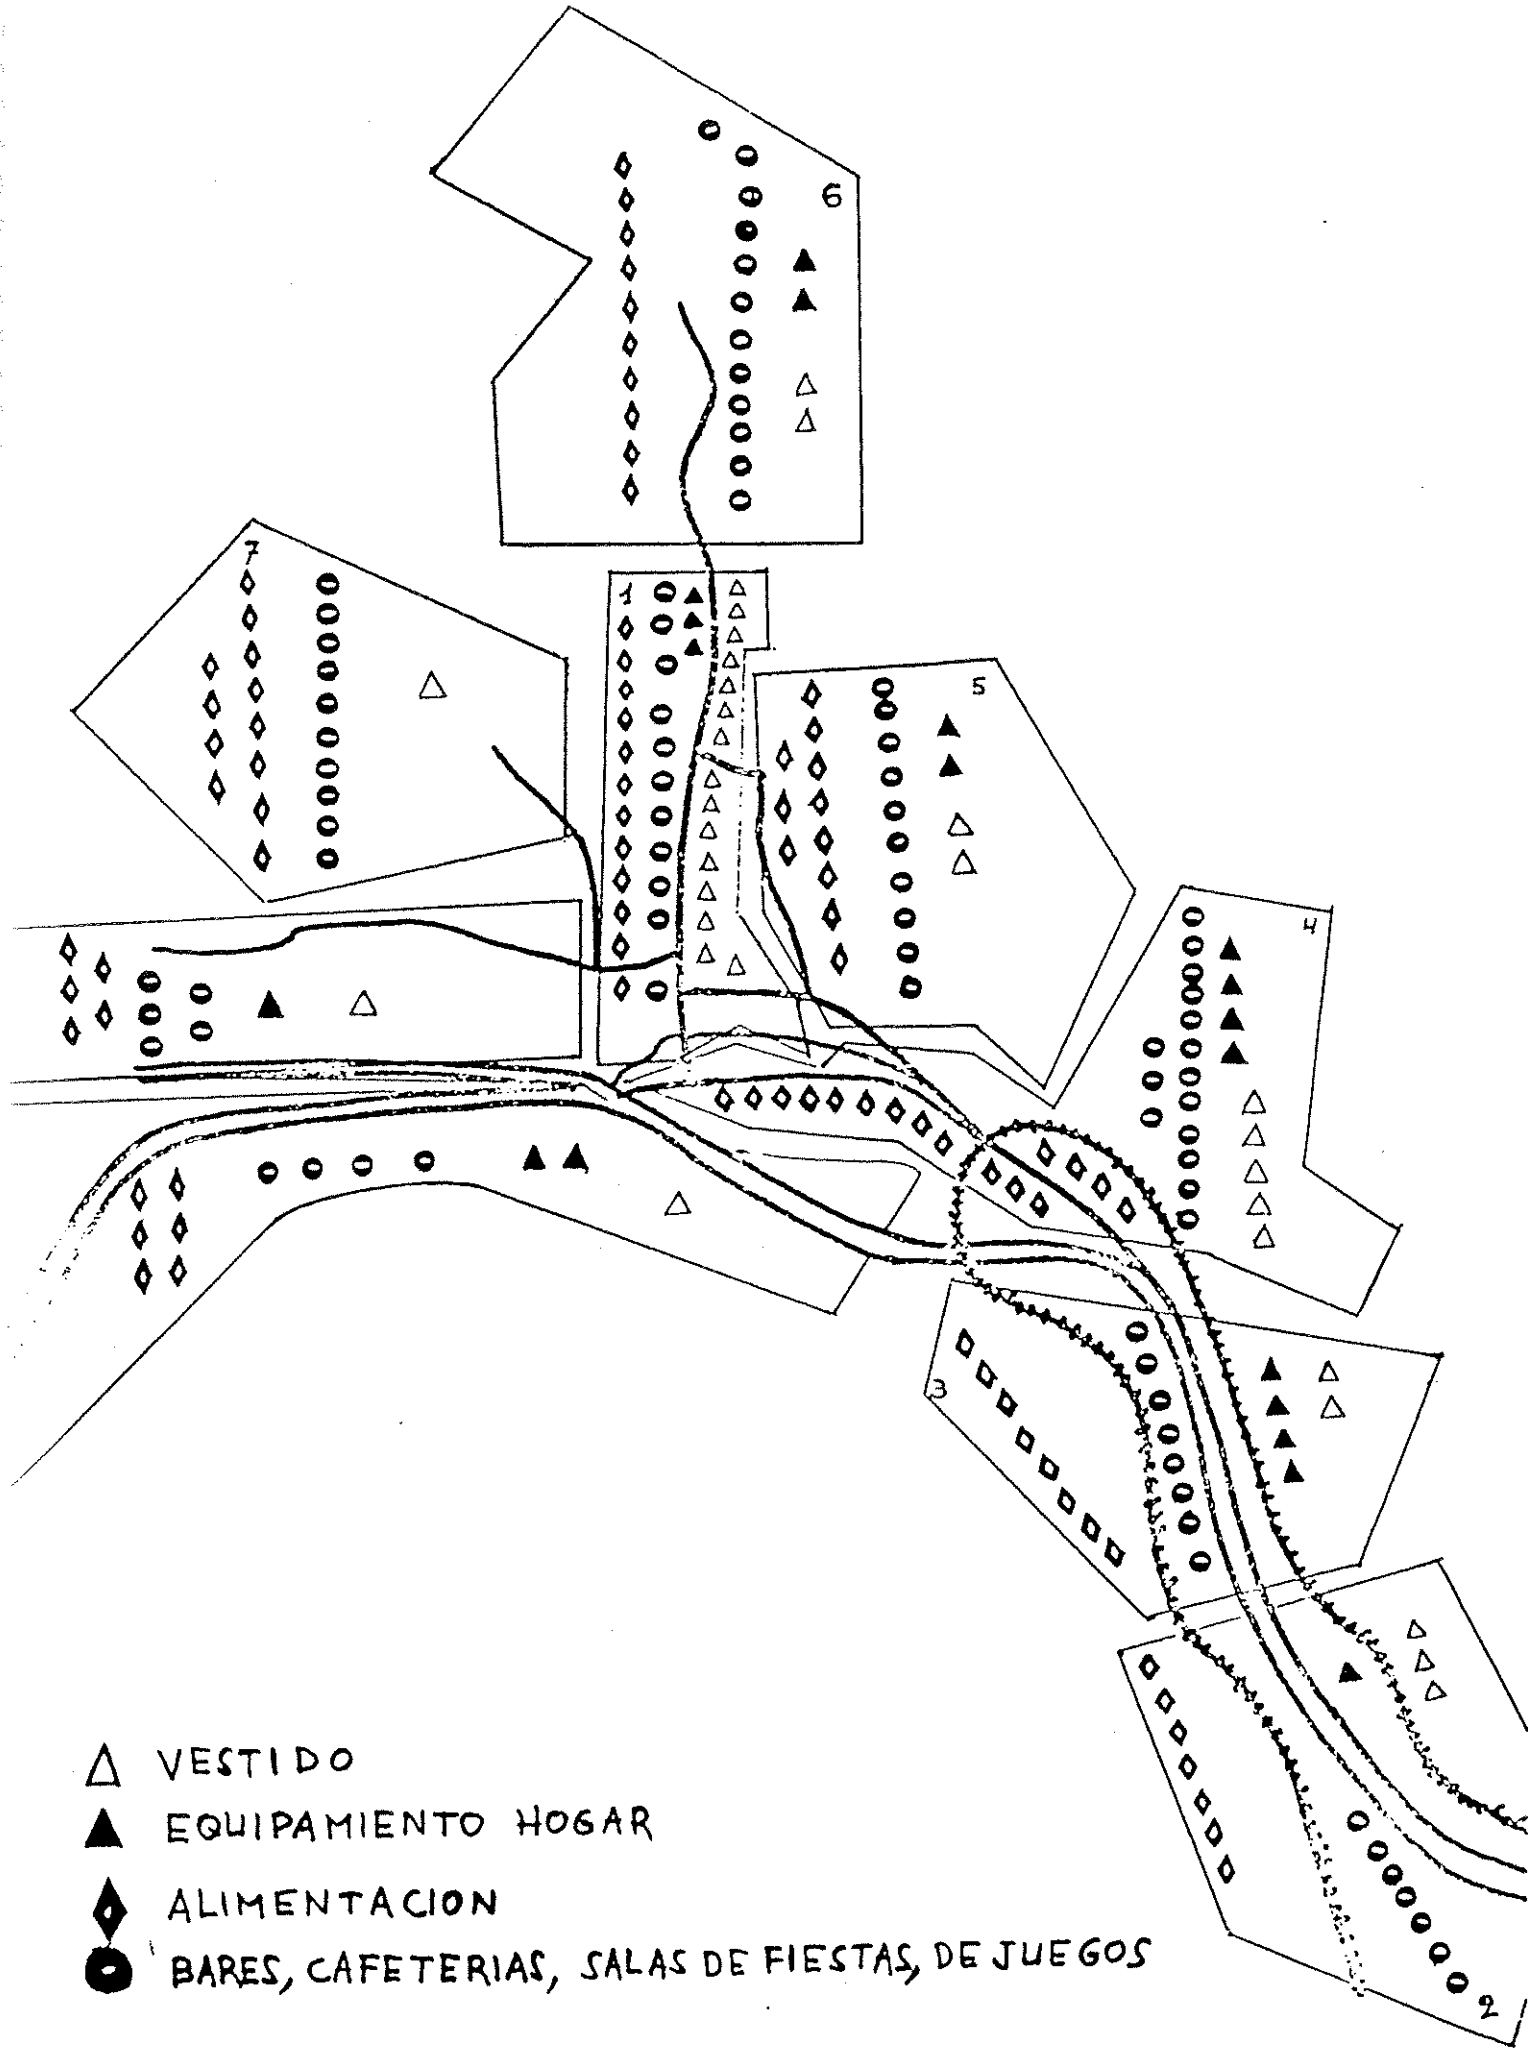 6
7
1
5
4
3
2
VESTIDO
EQUIPAMIENTO HOGAR
ALIMENTACION
BARES, CAFETERIAS, SALAS DE FIESTAS, DE JUEGOS